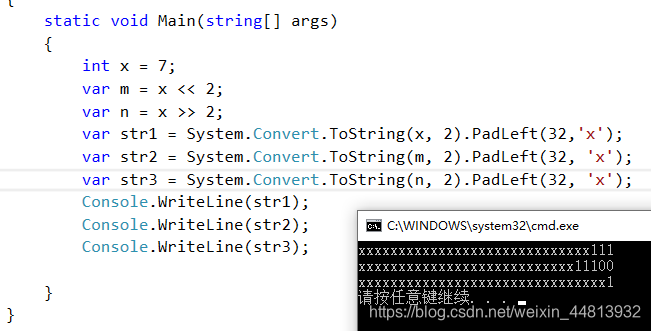 {
static void Main(string[] args)
{
int x = 7;
var m = x << 2;
var n = x >> 2;
var str1 = System.Convert.ToString(x, 2).PadLeft(32,'x');
var str2 = System.Convert.ToString(m, 2).PadLeft(32, 'x');
var str3 = System.Convert.ToString(n, 2).PadLeft(32, 'x');
Console.WriteLine(str1);
Console.WriteLine(str2);
Console.WriteLine(str3);
}
}
C:\WINDOWS\system32\cmd.exe
xxxxxxxxxxxxxxxxxxxxxxxxxxxxx111
xxxxxxxxxxxxxxxxxxxxxxxxxxx11100
xxxxxxxxxxxxxxxxxxxxxxxxxxxxxxx1
请按任意键继续. . .
https://blog.csdn.net/weixin_44813932